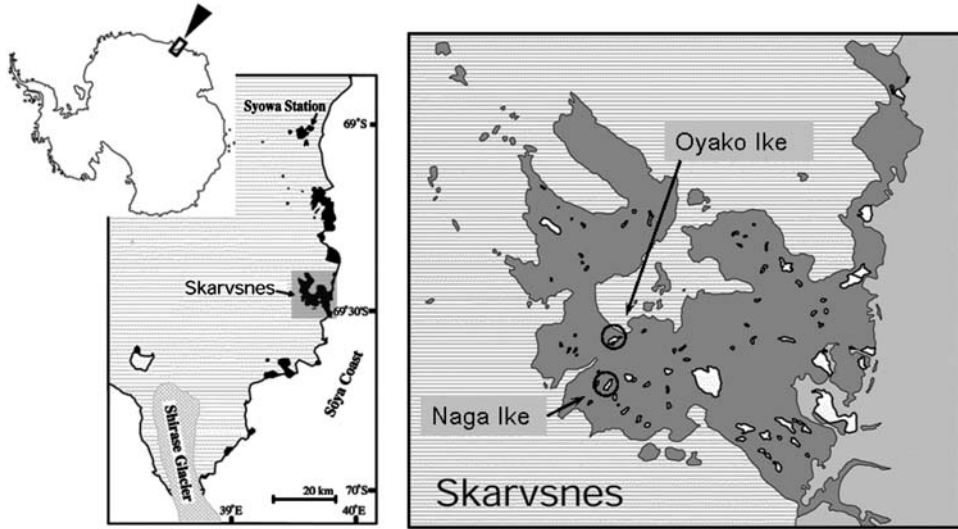 Syowa Station
69°S
Skarvsnes
69°30'S
Sôya Coast
Shirase Glacier
20 km
70°S
39°E
40°E
Oyako Ike
Naga Ike
Skarvsnes